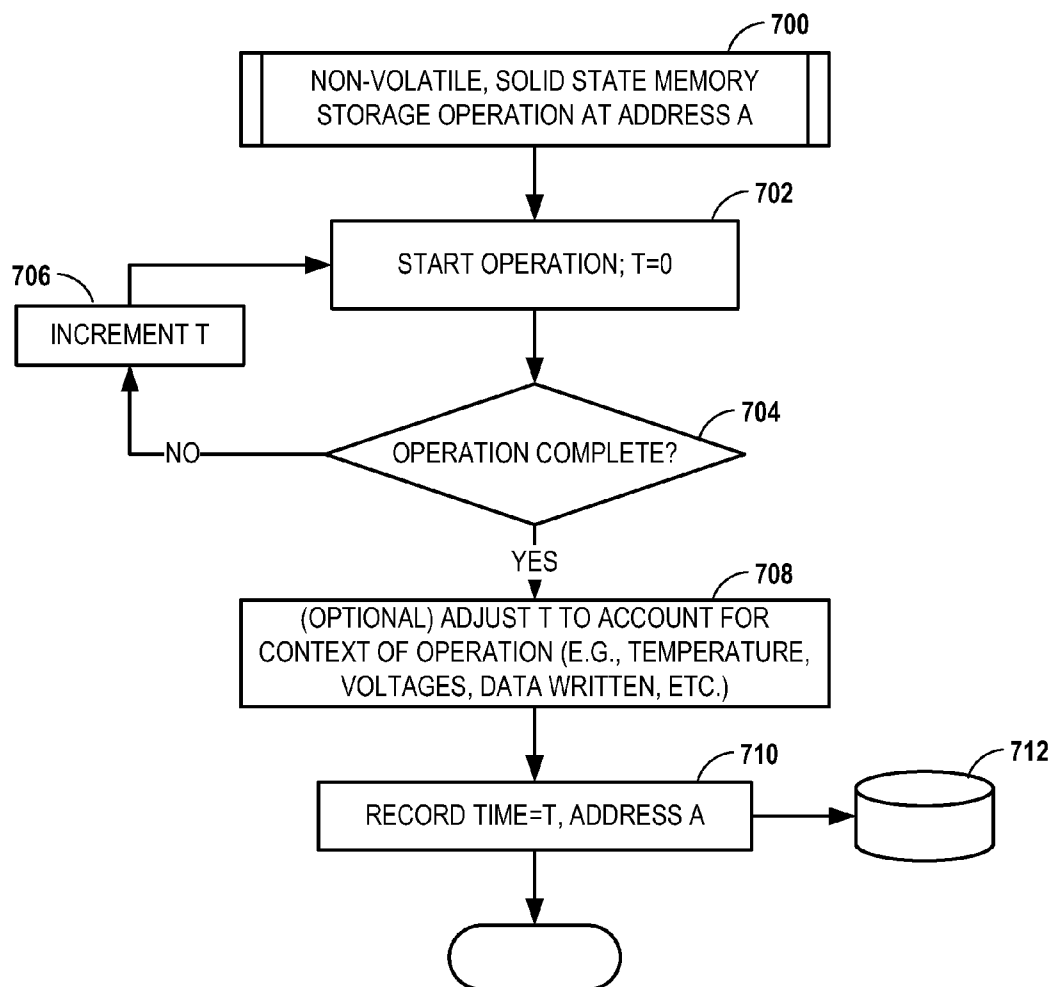 700
NON-VOLATILE, SOLID STATE MEMORY
STORAGE OPERATION AT ADDRESS A
702
START OPERATION; T=0
706
INCREMENT T
704
OPERATION COMPLETE?
NO
YES
708
(OPTIONAL) ADJUST T TO ACCOUNT FOR
CONTEXT OF OPERATION (E.G., TEMPERATURE,
VOLTAGES, DATA WRITTEN, ETC.)
710
RECORD TIME=T, ADDRESS A
712